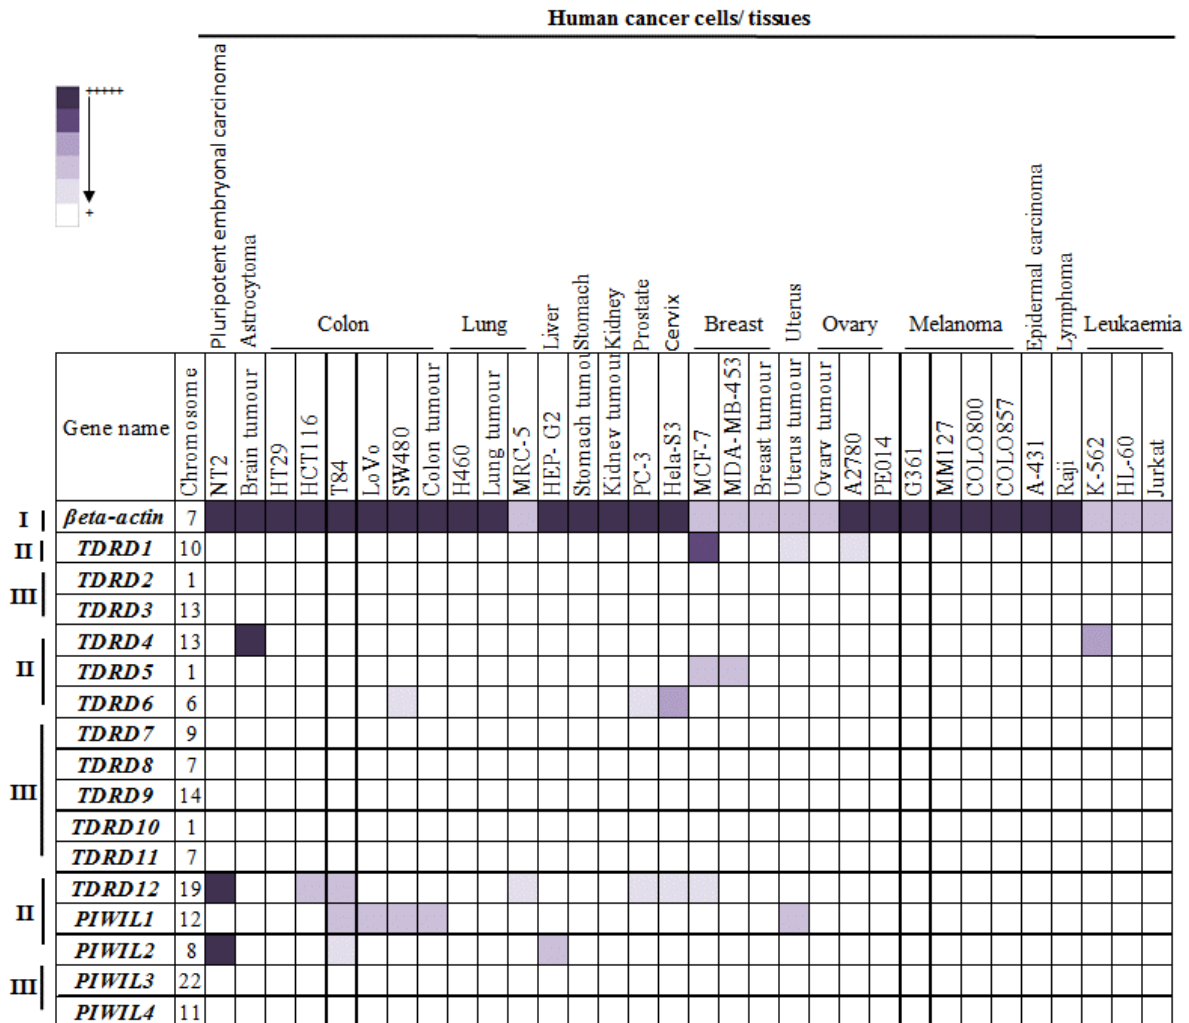 Human cancer cells/ tissues
+++++
+
Pluripotent embryonal carcinoma
Astrocytoma
Colon
Lung
Liver
Stomach
Kidney
Prostate
Cervix
Breast
Uterus
Ovary
Melanoma
Epidermal carcinoma
Lymphoma
Leukaemia
Gene name
Chromosome
NT2
Brain tumour
HT29
HCT116
T84
LoVo
SW480
Colon tumour
H460
Lung tumour
MRC-5
HEP- G2
Stomach tumou
Kidney tumour
PC-3
Hela-S3
MCF-7
MDA-MB-453
Breast tumour
Uterus tumour
Ovary tumour
A2780
PE014
G361
MM127
COLO800
COLO857
A-431
Raji
K-562
HL-60
Jurkat
I βeta-actin 7
II TDRD1 10
TDRD2 1
III
TDRD3 13
TDRD4 13
II TDRD5 1
TDRD6 6
TDRD7 9
TDRD8 7
III TDRD9 14
TDRD10 1
TDRD11 7
TDRD12 19
II PIWIL1 12
PIWIL2 8
III PIWIL3 22
PIWIL4 11